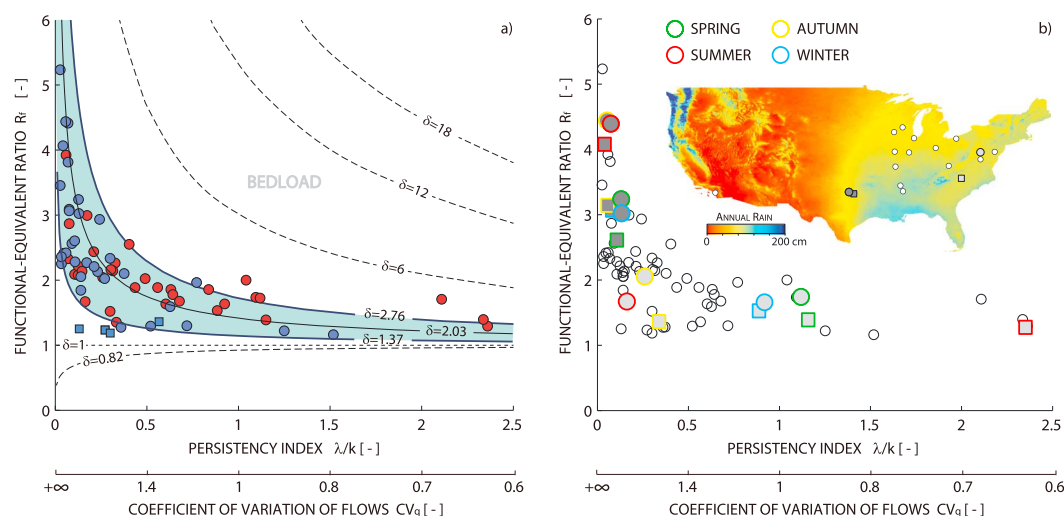 a)
FUNCTIONAL-EQUIVALENT RATIO Rf [-]
6
5
4
3
2
1
0
δ=18
δ=12
BEDLOAD
δ=6
δ=2.76
δ=2.03
δ=1.37
δ=1
δ=0.82
0 0.5 1 1.5 2 2.5
PERSISTENCY INDEX λ/k [-]
+∞ 1.4 1 0.8 0.7 0.6
COEFFICIENT OF VARIATION OF FLOWS CVq [-]
b)
SPRING AUTUMN
SUMMER WINTER
ANNUAL RAIN
0 200 cm
FUNCTIONAL-EQUIVALENT RATIO Rf [-]
6
5
4
3
2
1
0
0 0.5 1 1.5 2 2.5
PERSISTENCY INDEX λ/k [-]
+∞ 1.4 1 0.8 0.7 0.6
COEFFICIENT OF VARIATION OF FLOWS CVq [-]